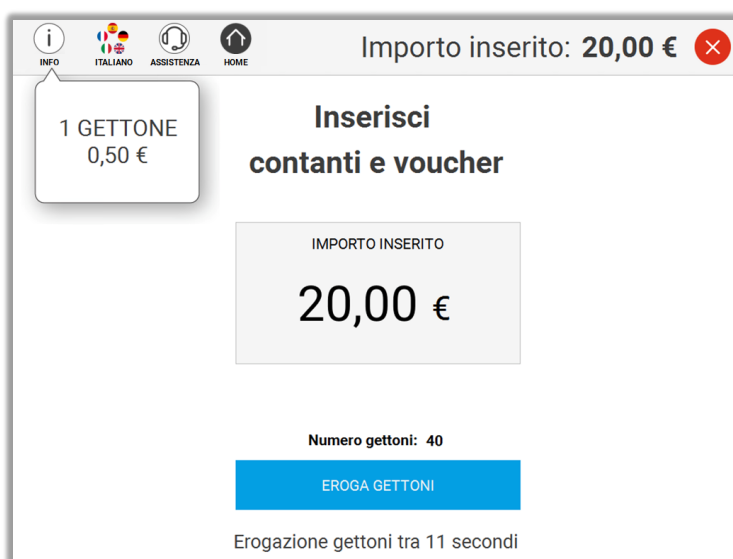 INFO
ITALIANO
ASSISTENZA
HOME
Importo inserito: 20,00 €
1 GETTONE
0,50 €
Inserisci
contanti e voucher
IMPORTO INSERITO
20,00 €
Numero gettoni: 40
EROGA GETTONI
Erogazione gettoni tra 11 secondi